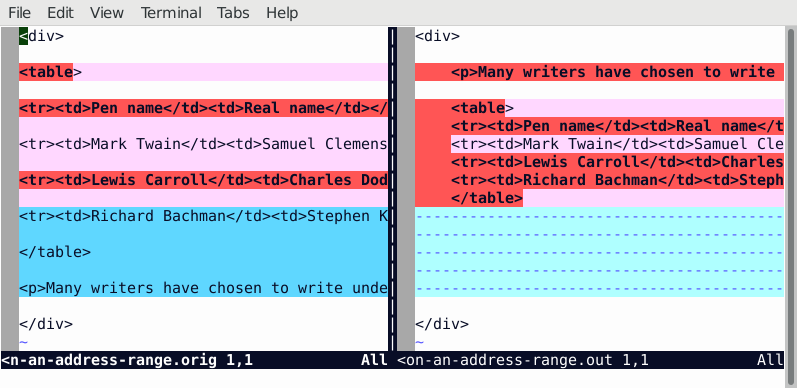 File Edit View Terminal Tabs Help
<div>
<table>
<tr><td>Pen name</td><td>Real name</td></
<tr><td>Mark Twain</td><td>Samuel Clemens
<tr><td>Lewis Carroll</td><td>Charles Dod
<tr><td>Richard Bachman</td><td>Stephen K
</table>
<p>Many writers have chosen to write unde
</div>
~
<n-an-address-range.orig 1,1 All
<div>
<p>Many writers have chosen to write
<table>
<tr><td>Pen name</td><td>Real name</t
<tr><td>Mark Twain</td><td>Samuel Cle
<tr><td>Lewis Carroll</td><td>Charles
<tr><td>Richard Bachman</td><td>Steph
</table>
-----------------------------------------
-----------------------------------------
-----------------------------------------
-----------------------------------------
-----------------------------------------
</div>
~
<on-an-address-range.out 1,1 All